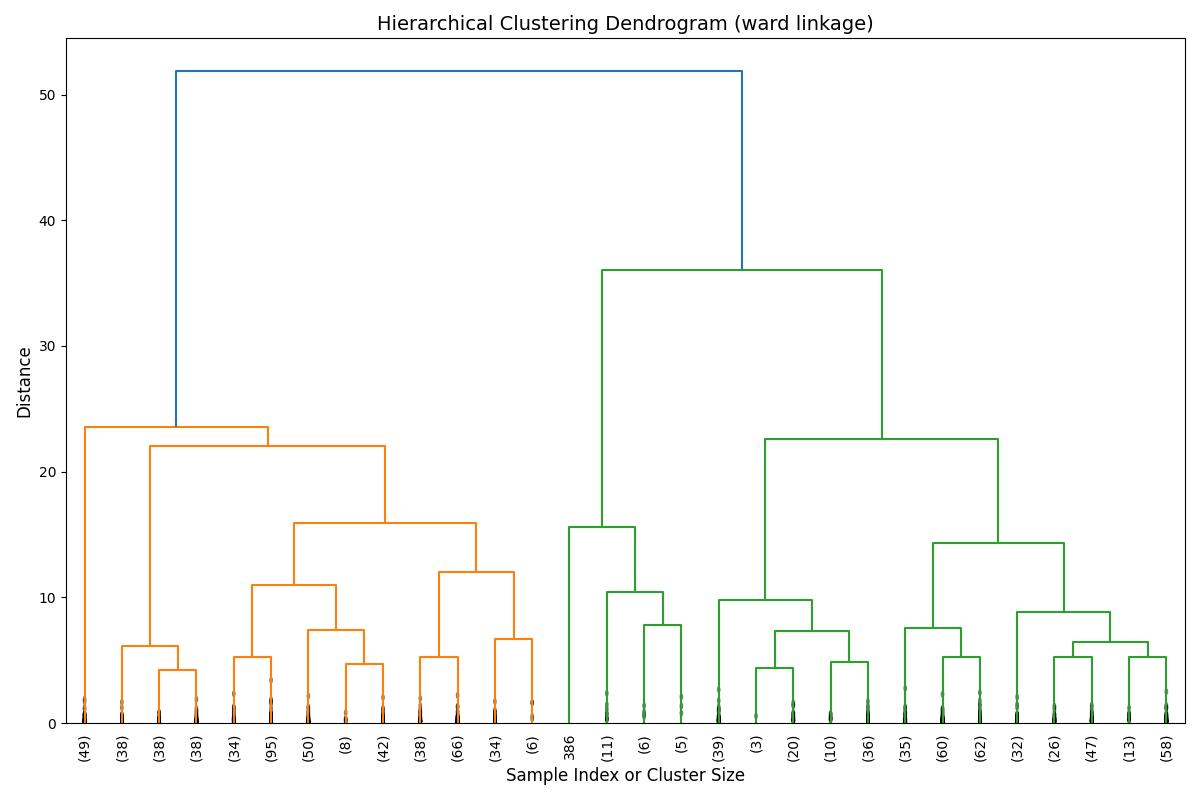 Hierarchical Clustering Dendrogram (ward linkage)
Distance
50
40
30
20
10
0
(49) (38) (38) (38) (34) (95) (50) (8) (42) (38) (66) (34) (6) 386 (11) (6) (5) (39) (3) (20) (10) (36) (35) (60) (62) (32) (26) (47) (13) (58)
Sample Index or Cluster Size